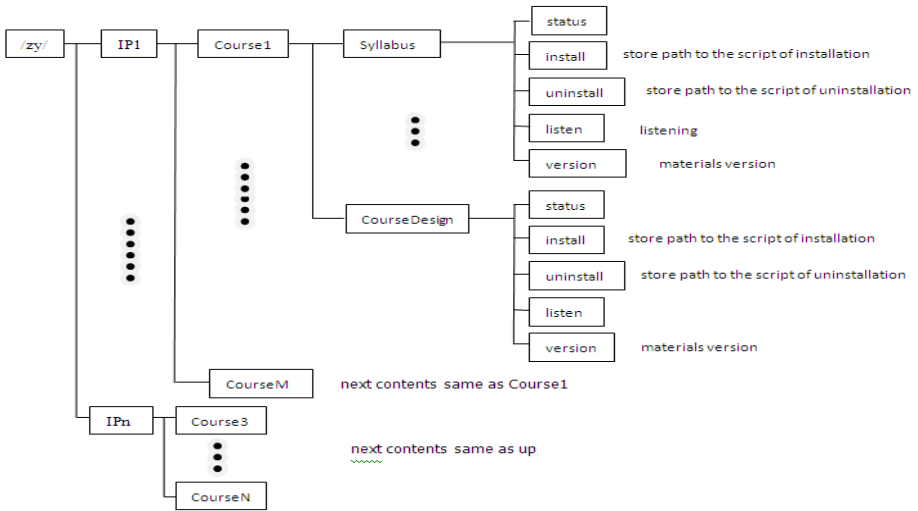 /zy/
IP1
Course1
Syllabus
status
install store path to the script of installation
uninstall store path to the script of uninstallation
listen listening
version materials version
CourseDesign
status
install store path to the script of installation
uninstall store path to the script of uninstallation
listen
version materials version
CourseM next contents same as Course1
IPn
Course3
next contents same as up
CourseN